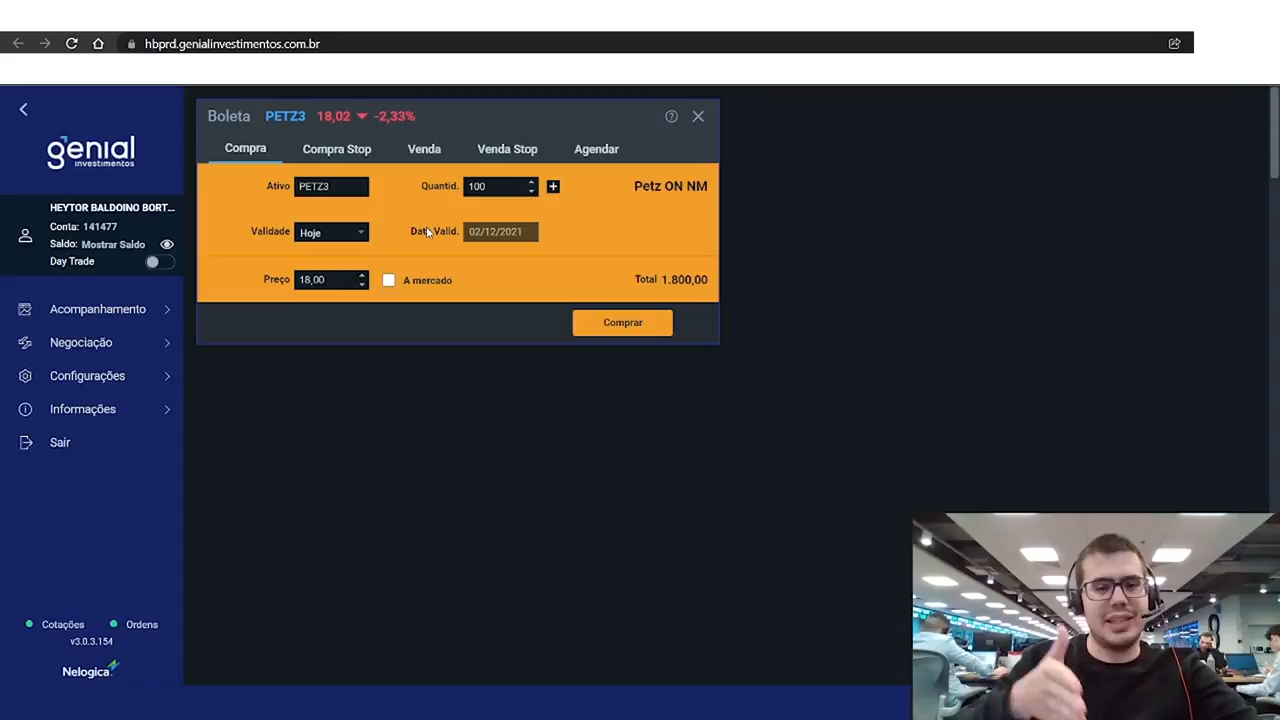 hbprd.genialinvestimentos.com.br
genial
investimentos
HEYTOR BALDOINO BORT...
Conta: 141477
Saldo: Mostrar Saldo
Day Trade
Acompanhamento
Negociação
Configurações
Informações
Sair
Cotações Ordens
v3.0.3.154
Nelogica
Boleta PETZ3 18,02 -2,33%
Compra Compra Stop Venda Venda Stop Agendar
Ativo PETZ3 Quantid. 100 Petz ON NM
Validade Hoje Data Valid. 02/12/2021
Preço 18,00 A mercado Total 1.800,00
Comprar